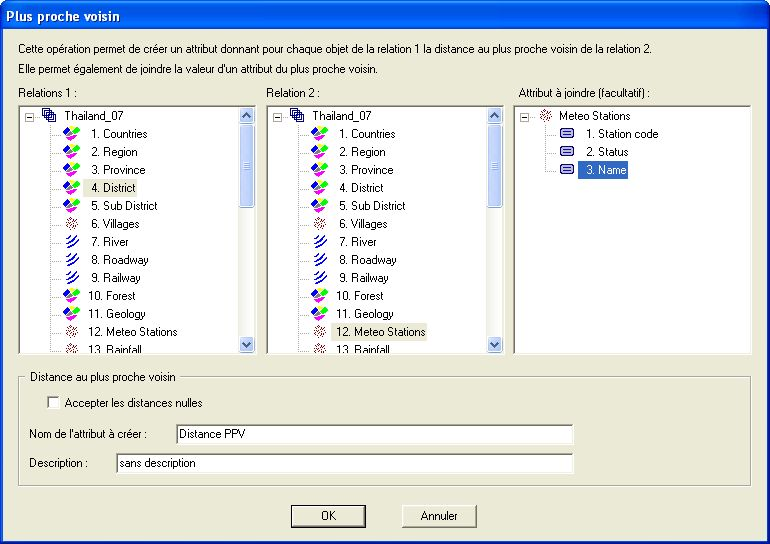 Plus proche voisin
Cette opération permet de créer un attribut donnant pour chaque objet de la relation 1 la distance au plus proche voisin de la relation 2.
Elle permet également de joindre la valeur d'un attribut du plus proche voisin.
Relations 1 :
Thailand_07
1. Countries
2. Region
3. Province
4. District
5. Sub District
6. Villages
7. River
8. Roadway
9. Railway
10. Forest
11. Geology
12. Meteo Stations
13. Rainfall
Relation 2 :
Thailand_07
1. Countries
2. Region
3. Province
4. District
5. Sub District
6. Villages
7. River
8. Roadway
9. Railway
10. Forest
11. Geology
12. Meteo Stations
13. Rainfall
Attribut à joindre (facultatif) :
Meteo Stations
1. Station code
2. Status
3. Name
Distance au plus proche voisin
Accepter les distances nulles
Nom de l'attribut à créer : Distance PPV
Description : sans description
OK Annuler